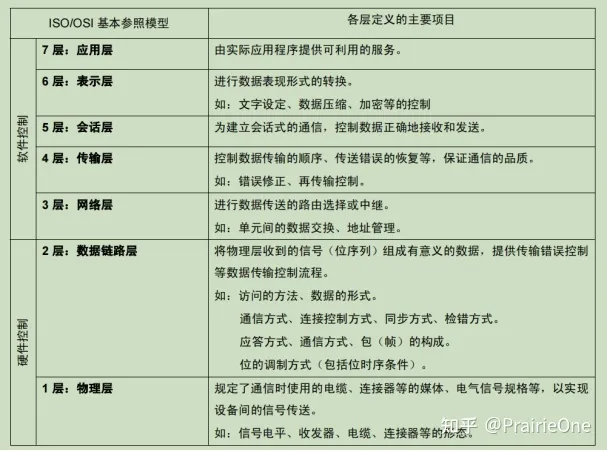 ISO/OSI 基本参照模型
各层定义的主要项目
软件控制
7 层：应用层
由实际应用程序提供可利用的服务。
6 层：表示层
进行数据表现形式的转换。
如：文字设定、数据压缩、加密等的控制
5 层：会话层
为建立会话式的通信，控制数据正确地接收和发送。
4 层：传输层
控制数据传输的顺序、传送错误的恢复等，保证通信的品质。
如：错误修正、再传输控制。
3 层：网络层
进行数据传送的路由选择或中继。
如：单元间的数据交换、地址管理。
硬件控制
2 层：数据链路层
将物理层收到的信号（位序列）组成有意义的数据，提供传输错误控制
等数据传输控制流程。
如：访问的方法、数据的形式。
通信方式、连接控制方式、同步方式、检错方式。
应答方式、通信方式、包（帧）的构成。
位的调制方式（包括位时序条件）。
1 层：物理层
规定了通信时使用的电缆、连接器等的媒体、电气信号规格等，以实现
设备间的信号传送。
如：信号电平、收发器、电缆、连接器等的形态。
知乎 @PrairieOne